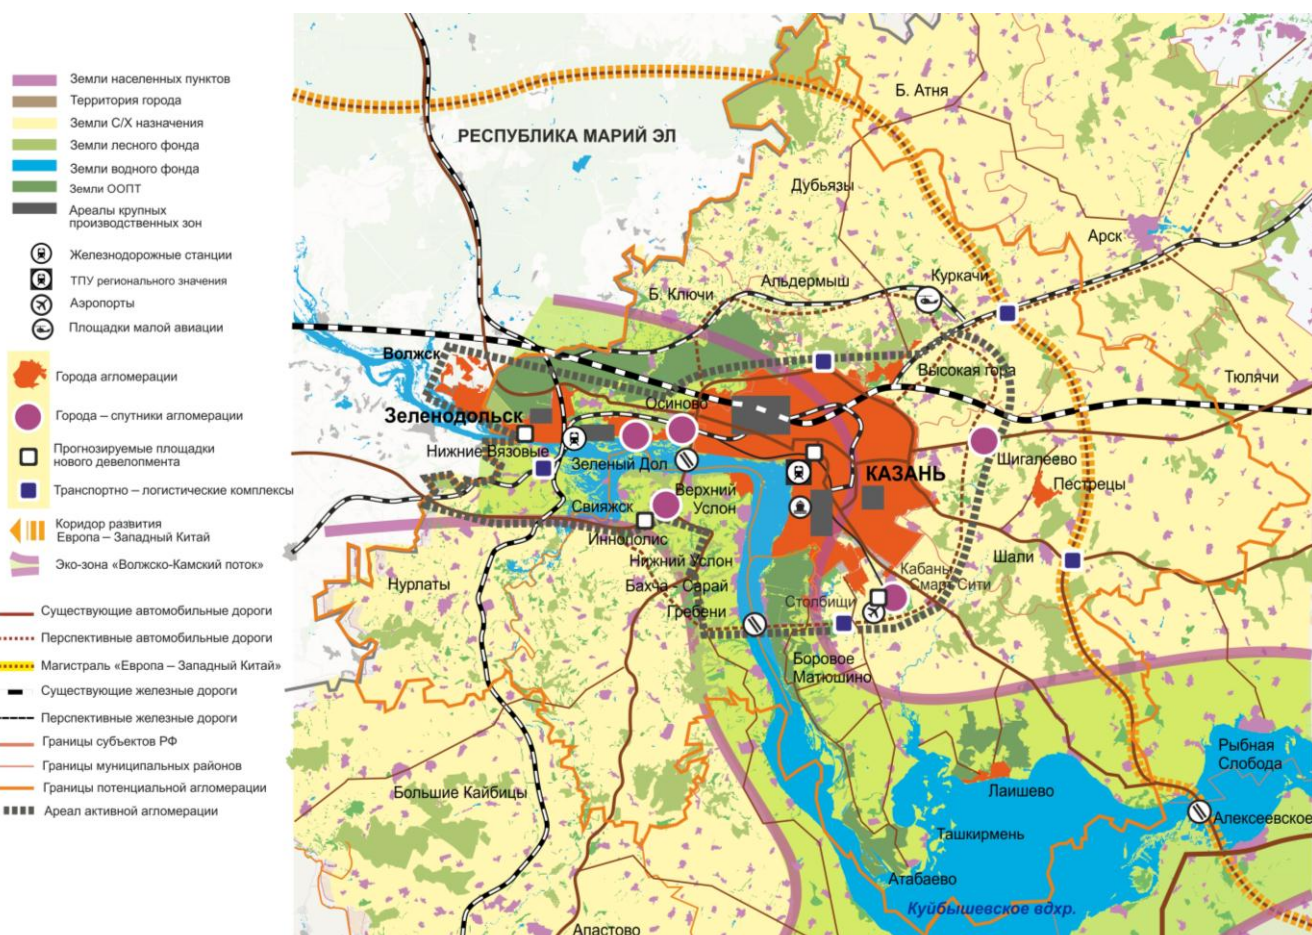 Земли населенных пунктов
Территория города
Земли С/Х назначения
Земли лесного фонда
Земли водного фонда
Земли ООПТ
Ареалы крупных
производственных зон
Железнодорожные станции
ТПУ регионального значения
Аэропорты
Площадки малой авиации
Города агломерации
Города – спутники агломерации
Прогнозируемые площадки
нового девелопмента
Транспортно – логистические комплексы
Коридор развития
Европа – Западный Китай
Эко-зона «Волжско-Камский поток»
Существующие автомобильные дороги
Перспективные автомобильные дороги
Магистраль «Европа – Западный Китай»
Существующие железные дороги
Перспективные железные дороги
Границы субъектов РФ
Границы муниципальных районов
Границы потенциальной агломерации
Ареал активной агломерации
Б. Атня
РЕСПУБЛИКА МАРИЙ ЭЛ
Дубьязы
Арск
Куркачи
Альдермыш
Б. Ключи
Волжск
Высокая гора
Тюлячи
Осиново
Зеленодольск
Нижние Вязовые
Зеленый Дол
Шигалеево
КАЗАНЬ
Пестрецы
Верхний
Услон
Свияжск
Иннополис
Шали
Нижний Услон
Кабаны
Смарт Сити
Нурлаты
Бахча - Сарай
Столбищи
Гребени
Боровое
Матюшино
Рыбная
Слобода
Большие Кайбицы
Лаишево
Алексеевское
Ташкирмень
Атабаево
Куйбышевское вдхр.
Апастово